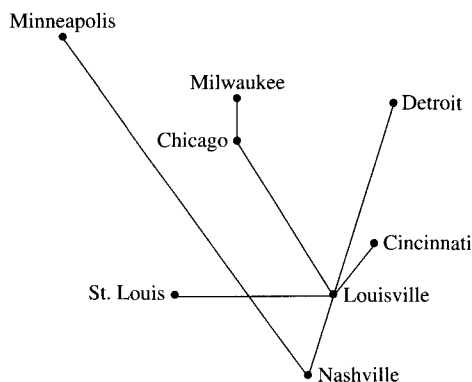 Minneapolis
Milwaukee
Detroit
Chicago
Cincinnati
St. Louis
Louisville
Nashville